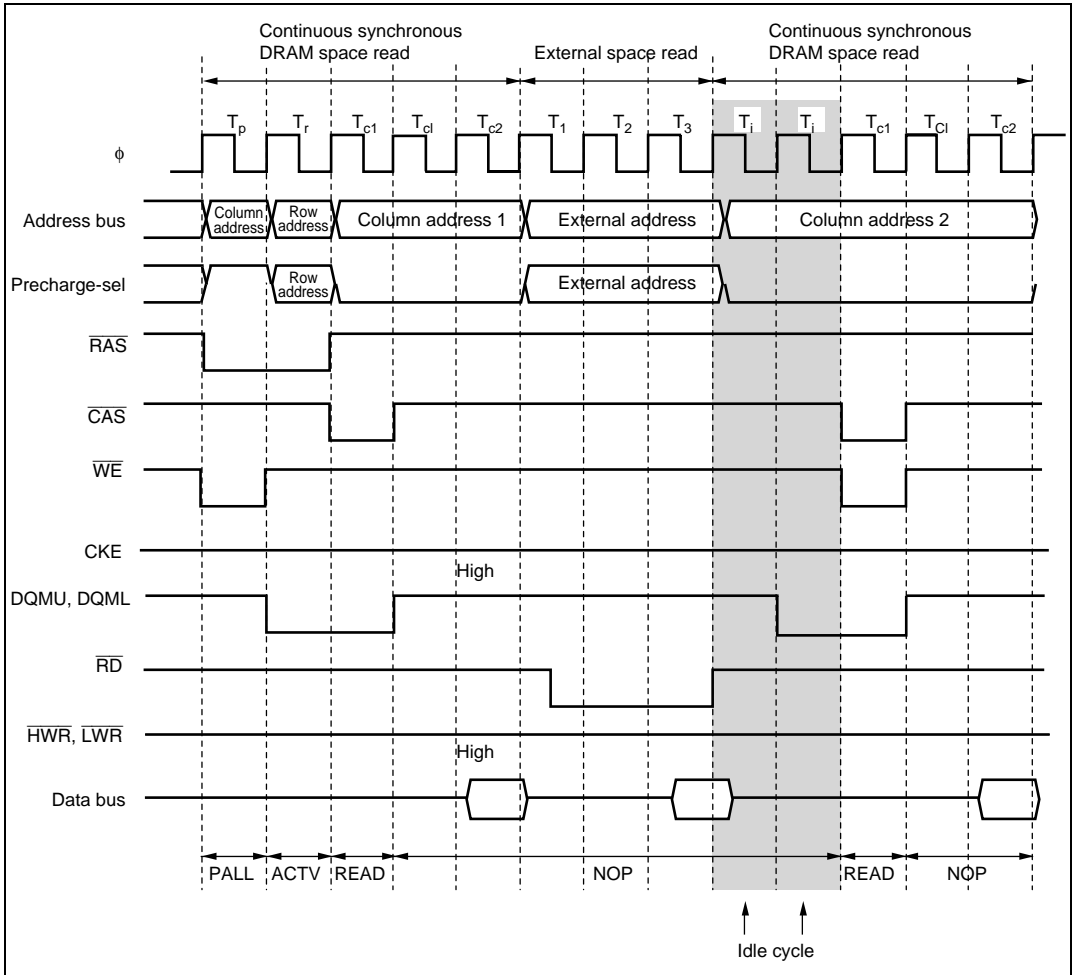 Continuous synchronous
DRAM space read
External space read
Continuous synchronous
DRAM space read
Tp Tr Tc1 Tcl Tc2 T1 T2 T3 Ti Ti Tc1 TCl Tc2
ϕ
Address bus
Column
address
Row
address
Column address 1
External address
Column address 2
Precharge-sel
Row
address
External address
RAS
CAS
WE
CKE
High
DQMU, DQML
RD
HWR, LWR
High
Data bus
PALL ACTV READ NOP READ NOP
Idle cycle